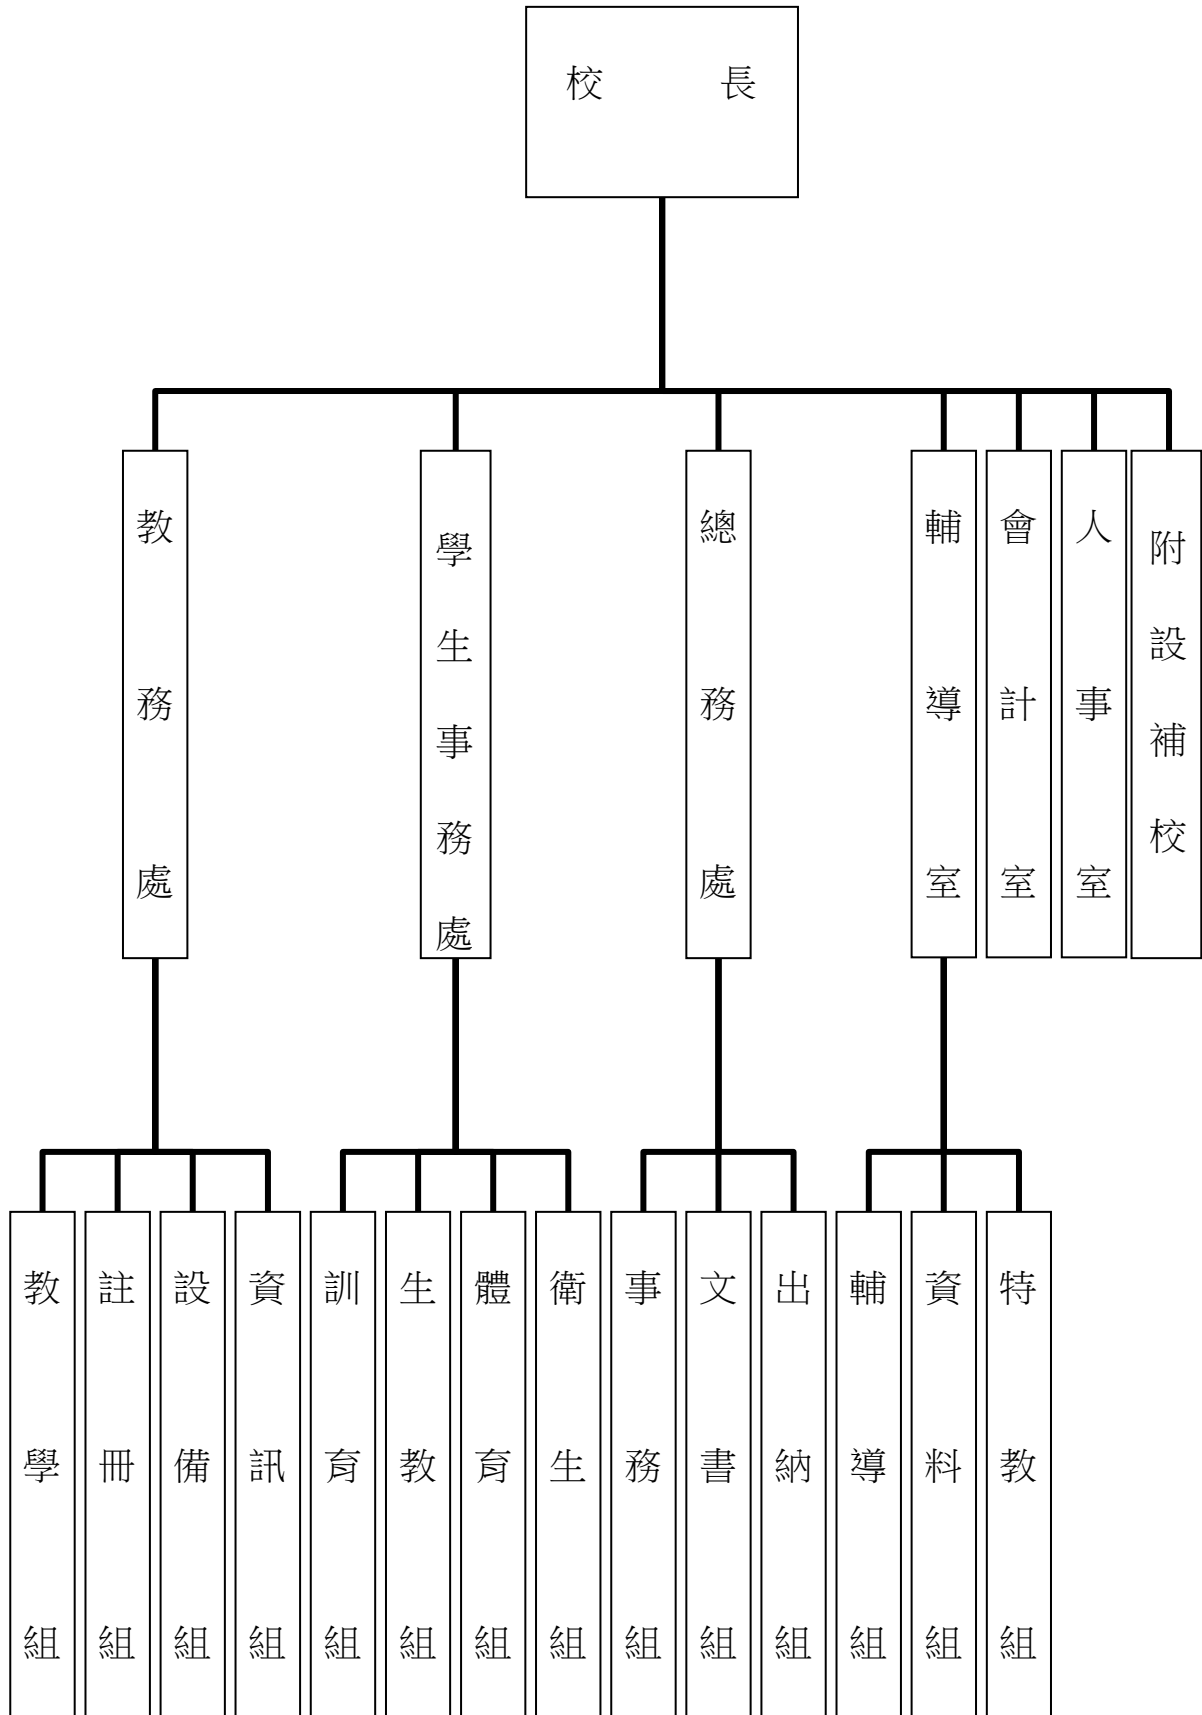 校長
教務處
學生事務處
總務處
輔導室
會計室
人事室
附設補校
教學組
註冊組
設備組
資訊組
訓育組
生教組
體育組
衛生組
事務組
文書組
出納組
輔導組
資料組
特教組